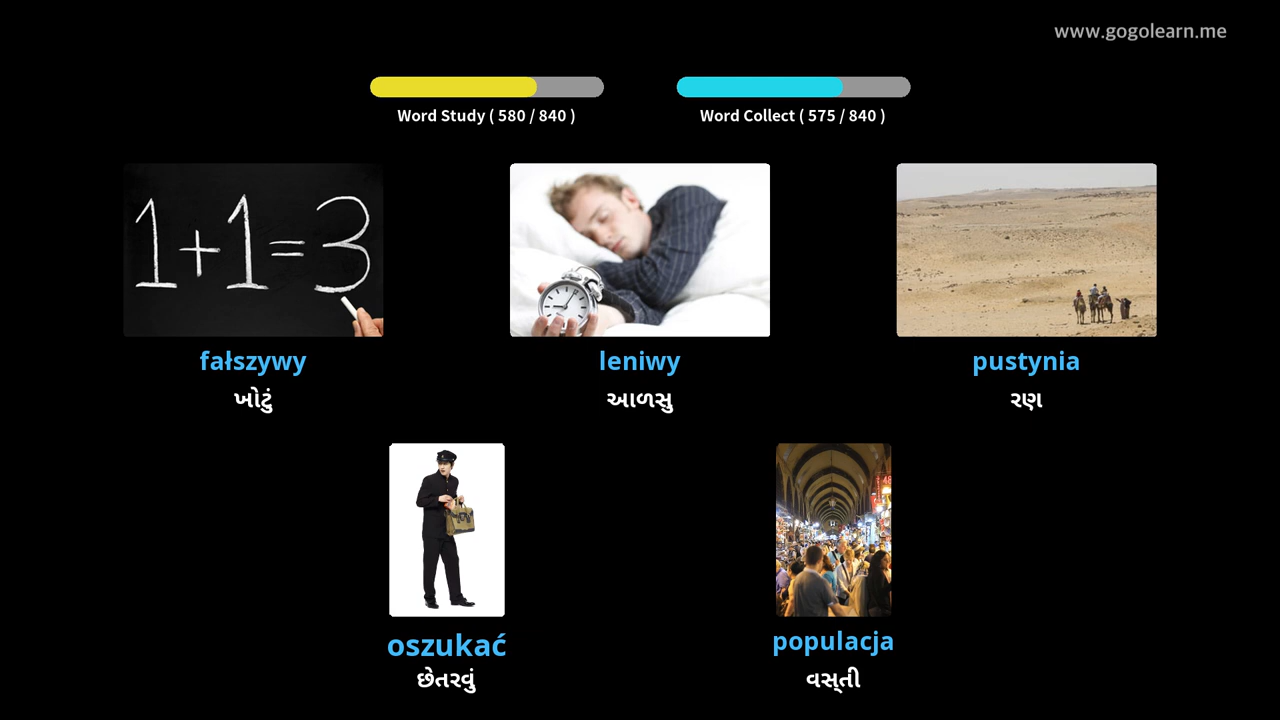 www.gogolearn.me
Word Study ( 580 / 840 )
Word Collect ( 575 / 840 )
1+1=3
fałszywy
ખોટું
leniwy
આળસુ
pustynia
રણ
oszukać
છેતરવું
populacja
વસ્તી